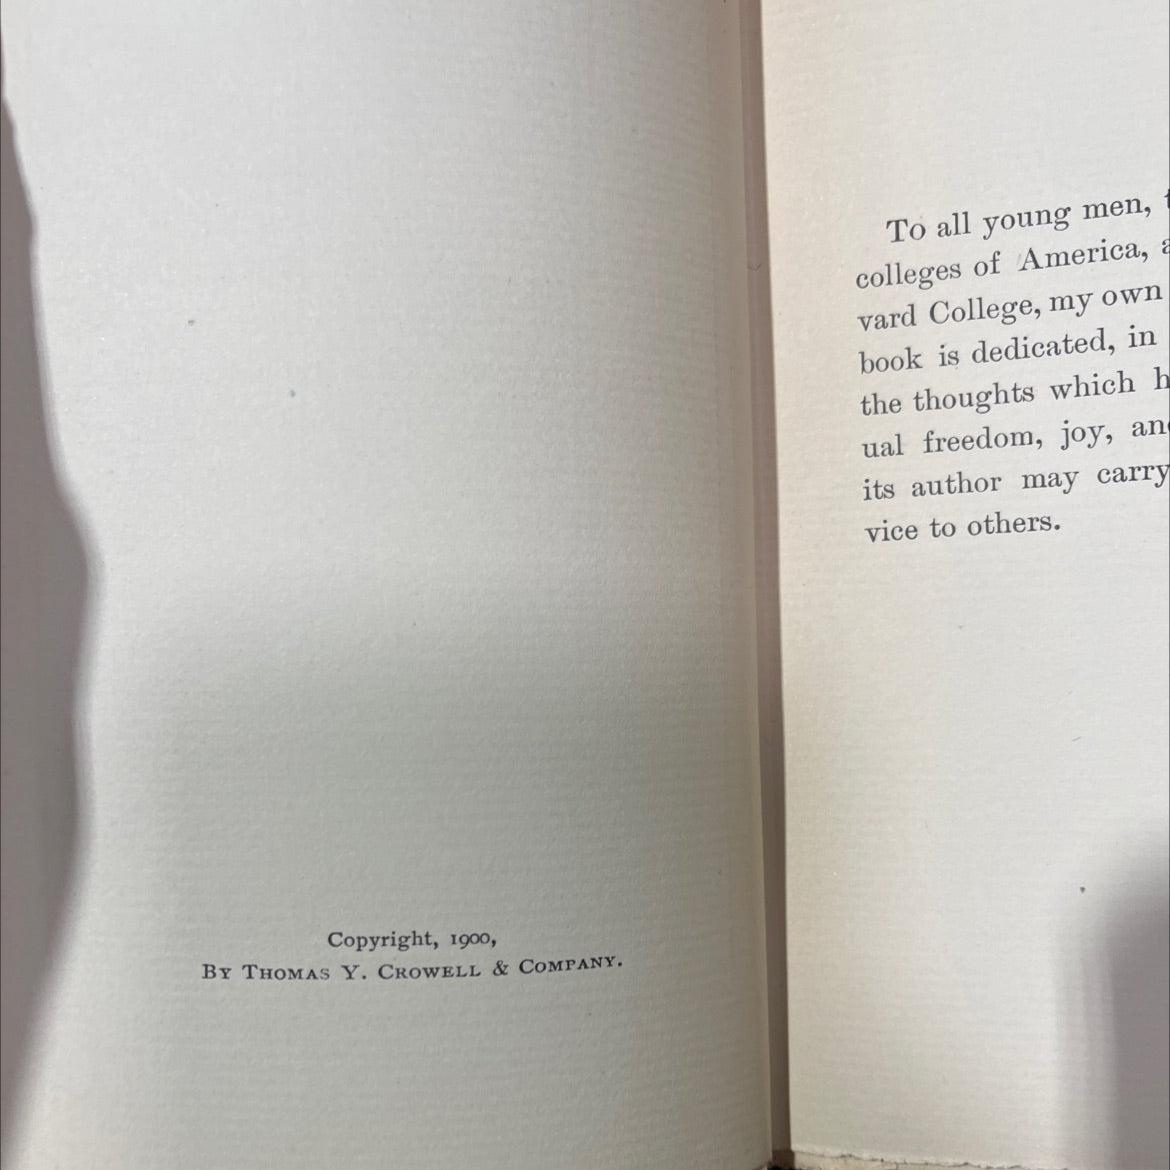 Copyright, 1900,
BY THOMAS Y. CROWELL & COMPANY.
To all young men,
colleges of America,
vard College, my own
book is dedicated, in
the thoughts which
ual freedom, joy,
its author may carry
vice to others.